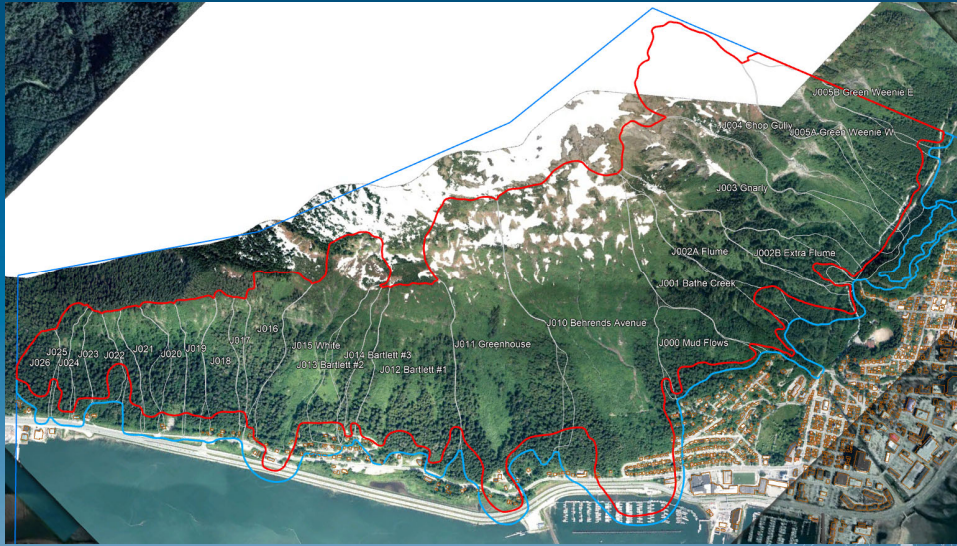 J005B Green Weenie E
J004 Chop Gully
J005A Green Weenie W
J003 Gnarly
J002A Flume
J002B Extra Flume
J001 Bathe Creek
J010 Behrends Avenue
J000 Mud Flows
J011 Greenhouse
J016
J015 White
J014 Bartlett #3
J013 Bartlett #2
J012 Bartlett #1
J017
J018
J019
J020
J021
J022
J023
J024
J025
J026